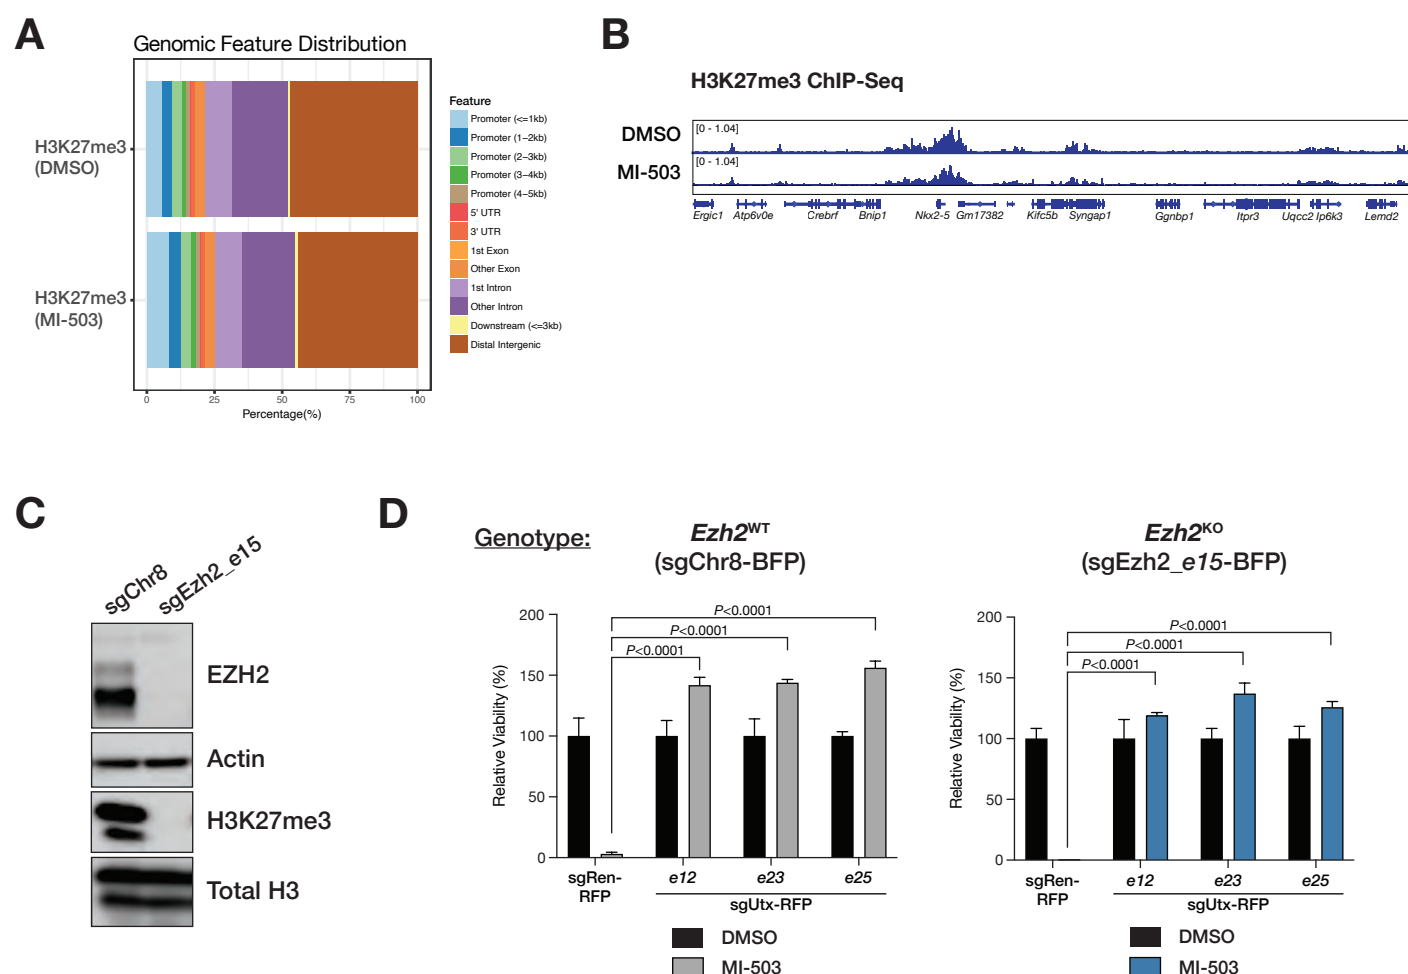 A
Genomic Feature Distribution
H3K27me3
(DMSO)
H3K27me3
(MI-503)
0
25
50
75
100
Percentage(%)
Feature
Promoter (<=1kb)
Promoter (1-2kb)
Promoter (2-3kb)
Promoter (3-4kb)
Promoter (4-5kb)
5' UTR
3' UTR
1st Exon
Other Exon
1st Intron
Other Intron
Downstream (<=3kb)
Distal Intergenic
B
H3K27me3 ChIP-Seq
DMSO
[0 - 1.04]
MI-503
[0 - 1.04]
Ergic1 Atp6v0e Crebrf Bnip1 Nkx2-5 Gm17382 Kifc5b Syngap1 Ggnbp1 Itpr3 Uqcc2 Ip6k3 Lemd2
C
sgChr8
sgEzh2_e15
EZH2
Actin
H3K27me3
Total H3
D
Genotype:
Ezh2WT
(sgChr8-BFP)
Relative Viability (%)
200
150
100
50
0
P<0.0001
P<0.0001
P<0.0001
sgRen-
RFP
e12 e23 e25
sgUtx-RFP
DMSO
MI-503
Ezh2KO
(sgEzh2_e15-BFP)
Relative Viability (%)
200
150
100
50
0
P<0.0001
P<0.0001
P<0.0001
sgRen-
RFP
e12 e23 e25
sgUtx-RFP
DMSO
MI-503